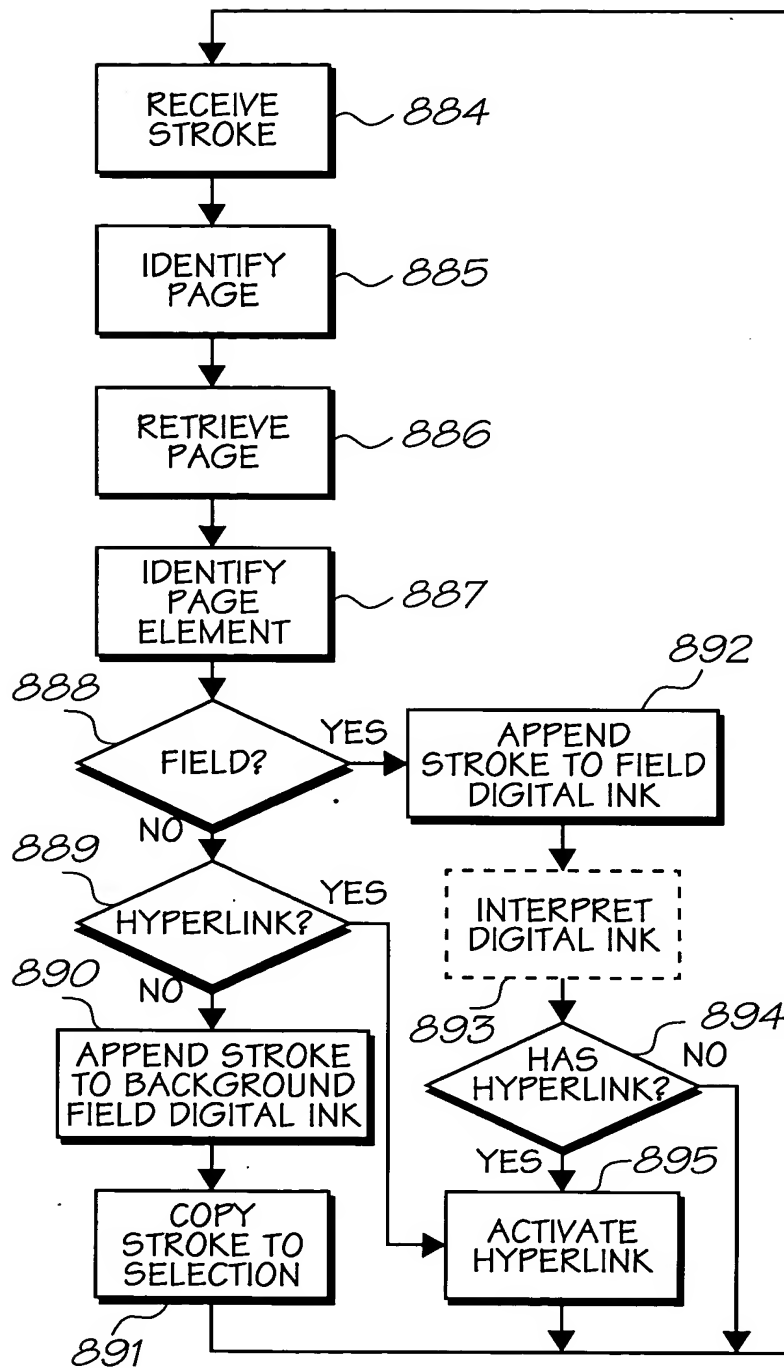 RECEIVE
STROKE
884
IDENTIFY
PAGE
885
RETRIEVE
PAGE
886
IDENTIFY
PAGE
ELEMENT
887
888
FIELD?
YES
NO
892
APPEND
STROKE TO FIELD
DIGITAL INK
889
HYPERLINK?
YES
NO
INTERPRET
DIGITAL INK
893
890
APPEND STROKE
TO BACKGROUND
FIELD DIGITAL INK
894
HAS
HYPERLINK?
NO
YES
895
COPY
STROKE TO
SELECTION
891
ACTIVATE
HYPERLINK